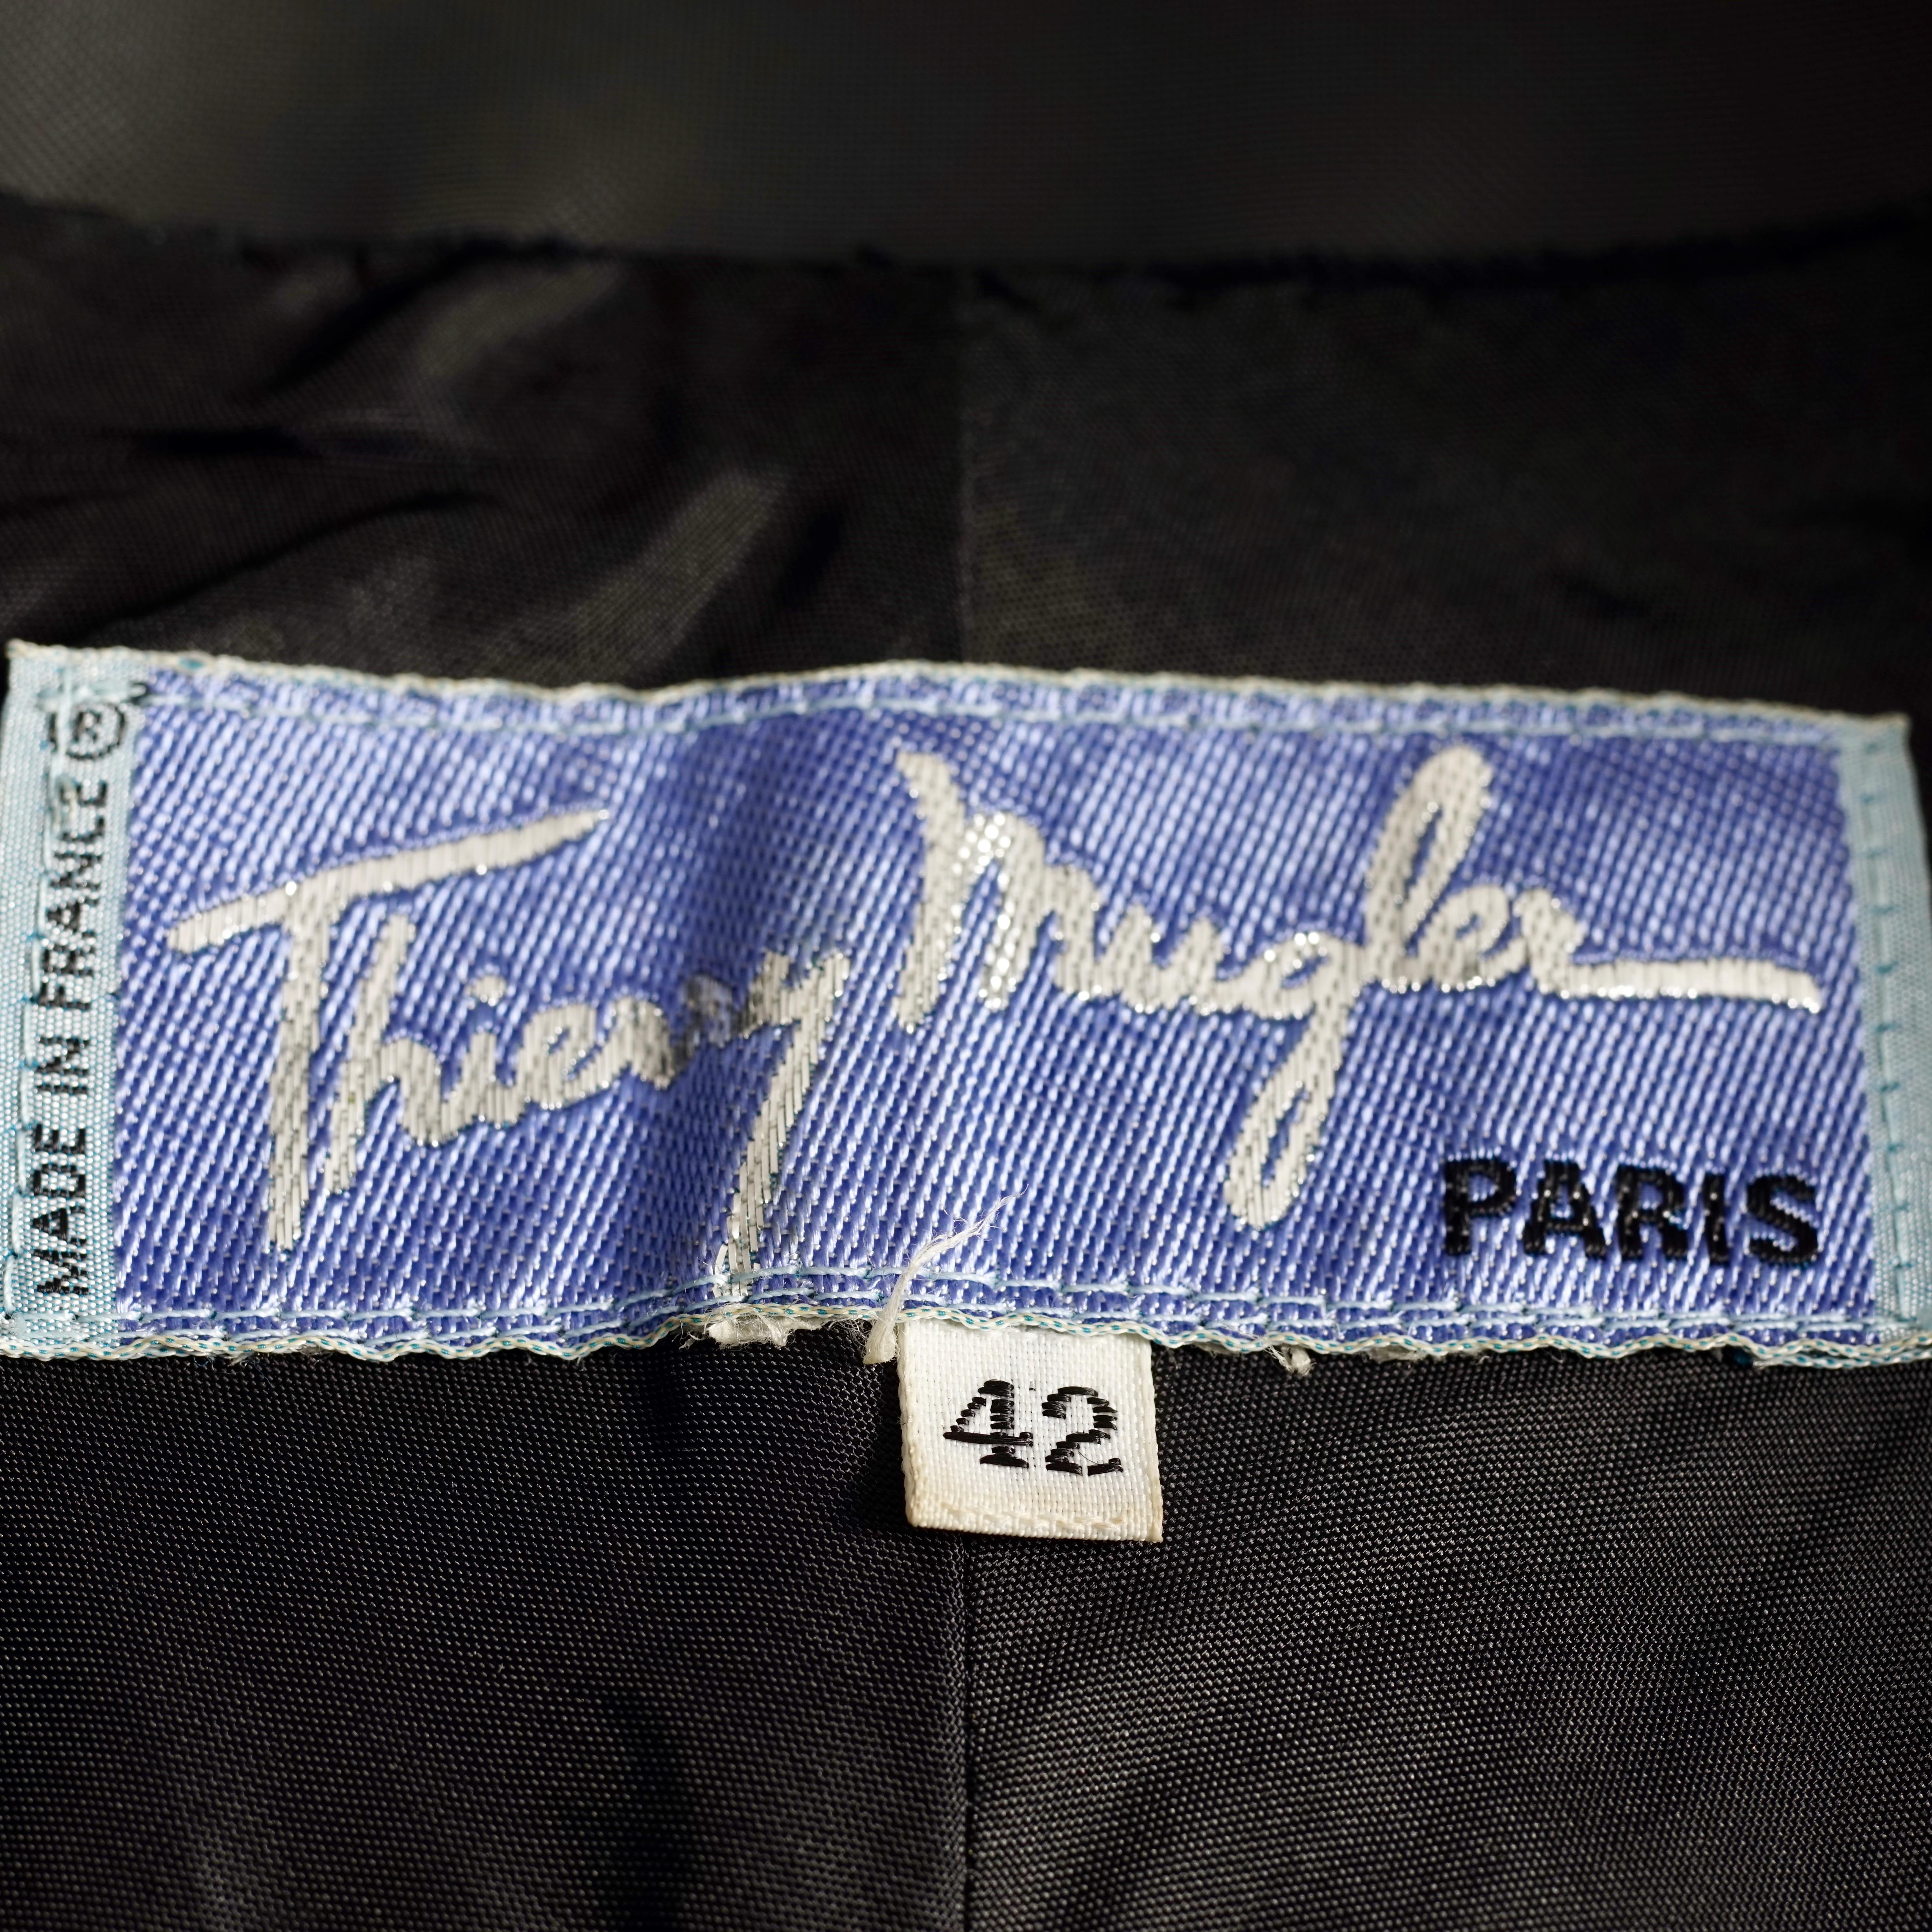 MADE IN FRANCE ®
Thierry Mugler
PARIS
42